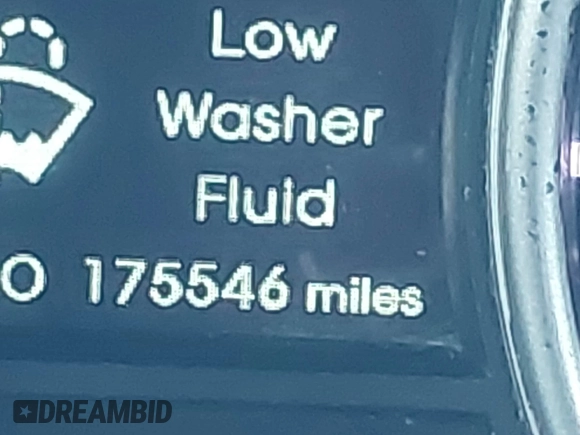 Low
Washer
Fluid
O 175546 miles
DREAMBID